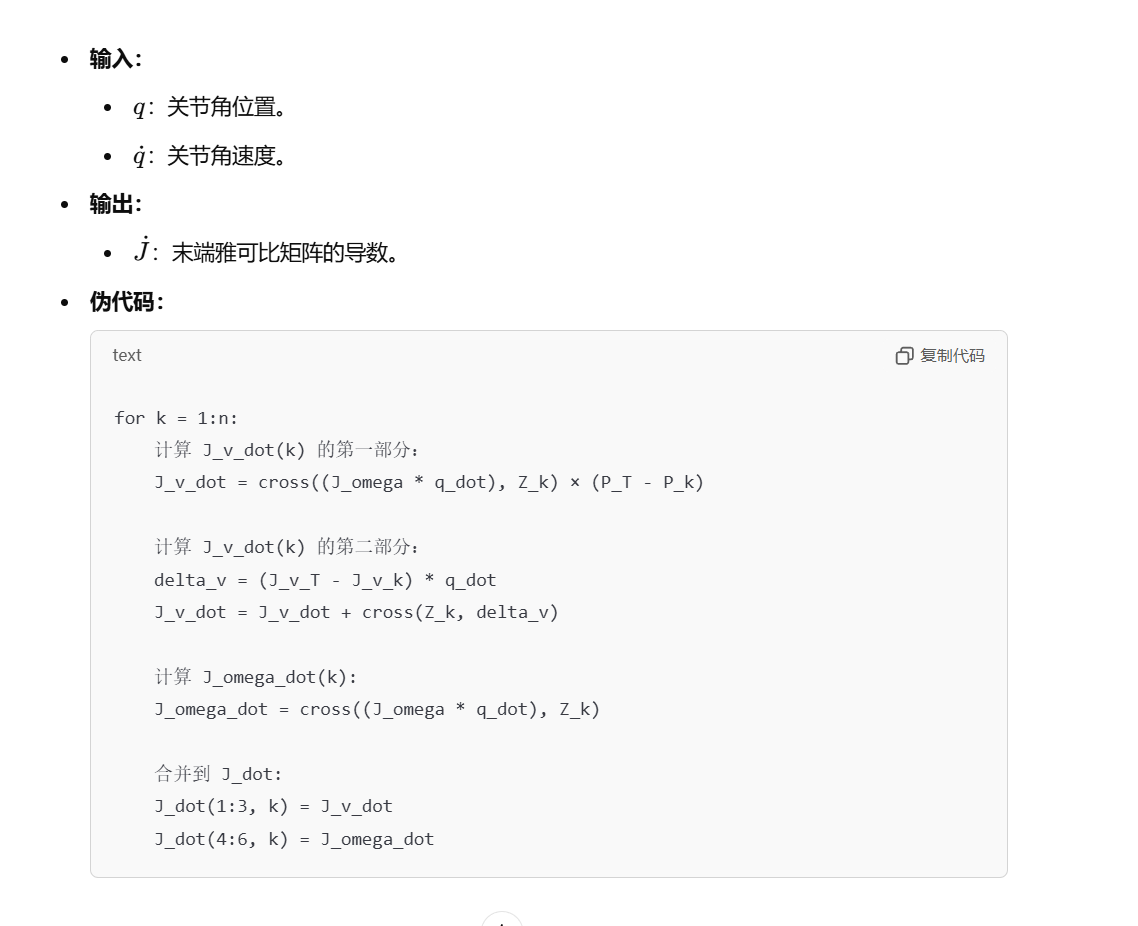 输入：
q：关节角位置。
q̇：关节角速度。
输出：
J̇：末端雅可比矩阵的导数。
伪代码：
text
复制代码
for k = 1:n:
计算 J_v_dot(k) 的第一部分：
J_v_dot = cross((J_omega * q_dot), Z_k) × (P_T - P_k)
计算 J_v_dot(k) 的第二部分：
delta_v = (J_v_T - J_v_k) * q_dot
J_v_dot = J_v_dot + cross(Z_k, delta_v)
计算 J_omega_dot(k):
J_omega_dot = cross((J_omega * q_dot), Z_k)
合并到 J_dot:
J_dot(1:3, k) = J_v_dot
J_dot(4:6, k) = J_omega_dot